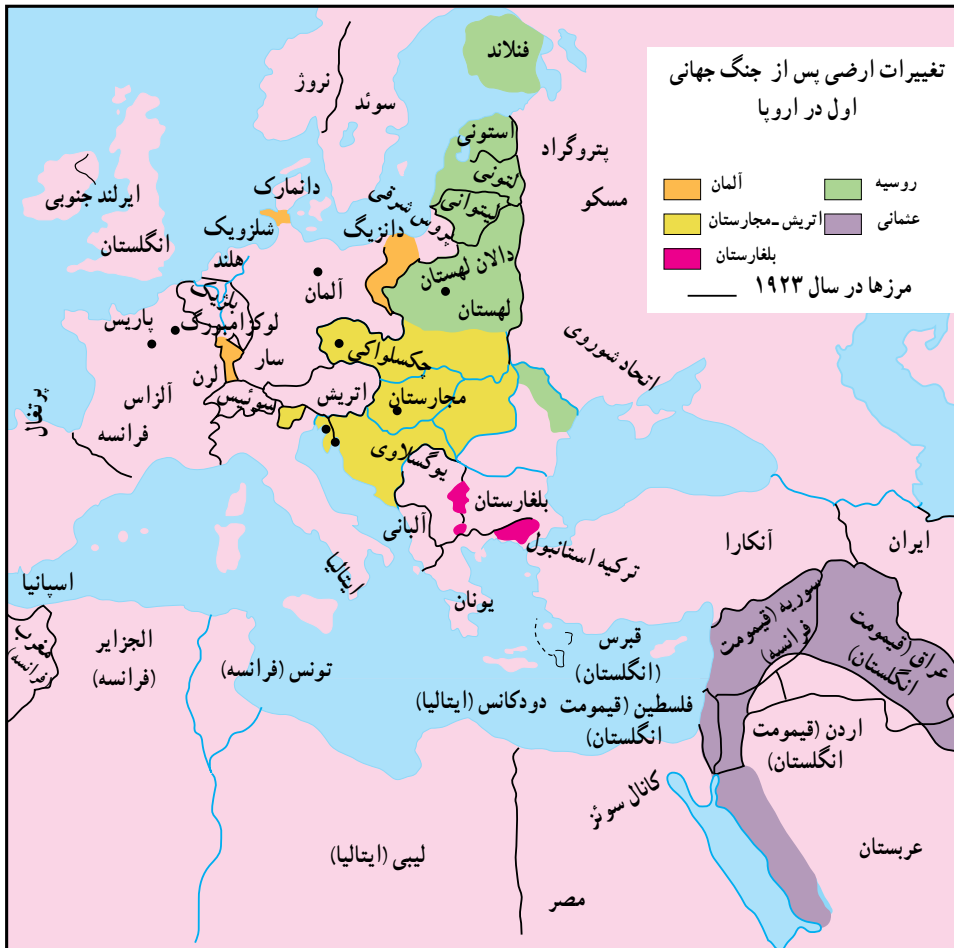 تغییرات ارضی پس از جنگ جهانی
اول در اروپا
روسیه
آلمان
عثمانی
اتریش-مجارستان
بلغارستان
مرزها در سال ۱۹۲۳
فنلاند
نروژ
سوئد
استونی
لتونی
لیتوانی
پتروگراد
مسکو
ایرلند جنوبی
انگلستان
دانمارک
شلزویک
هلند
پروس شرقی
دانزیگ
دالان لهستان
لهستان
آلمان
بلژیک
لوکزامبورگ
پاریس
سار
لرن
آلزاس
فرانسه
پرتغال
سوئیس
اتریش
چکسلواکی
مجارستان
اتحاد شوروی
یوگسلاوی
بلغارستان
آلبانی
ترکیه استانبول
آنکارا
ایران
ایتالیا
یونان
اسپانیا
مغرب
(فرانسه)
الجزایر
(فرانسه)
تونس (فرانسه)
قبرس
(انگلستان)
سوریه (قیمومت
فرانسه)
عراق (قیمومت
انگلستان)
دودکانس (ایتالیا)
فلسطین (قیمومت
انگلستان)
اردن (قیمومت
انگلستان)
کانال سوئز
لیبی (ایتالیا)
مصر
عربستان